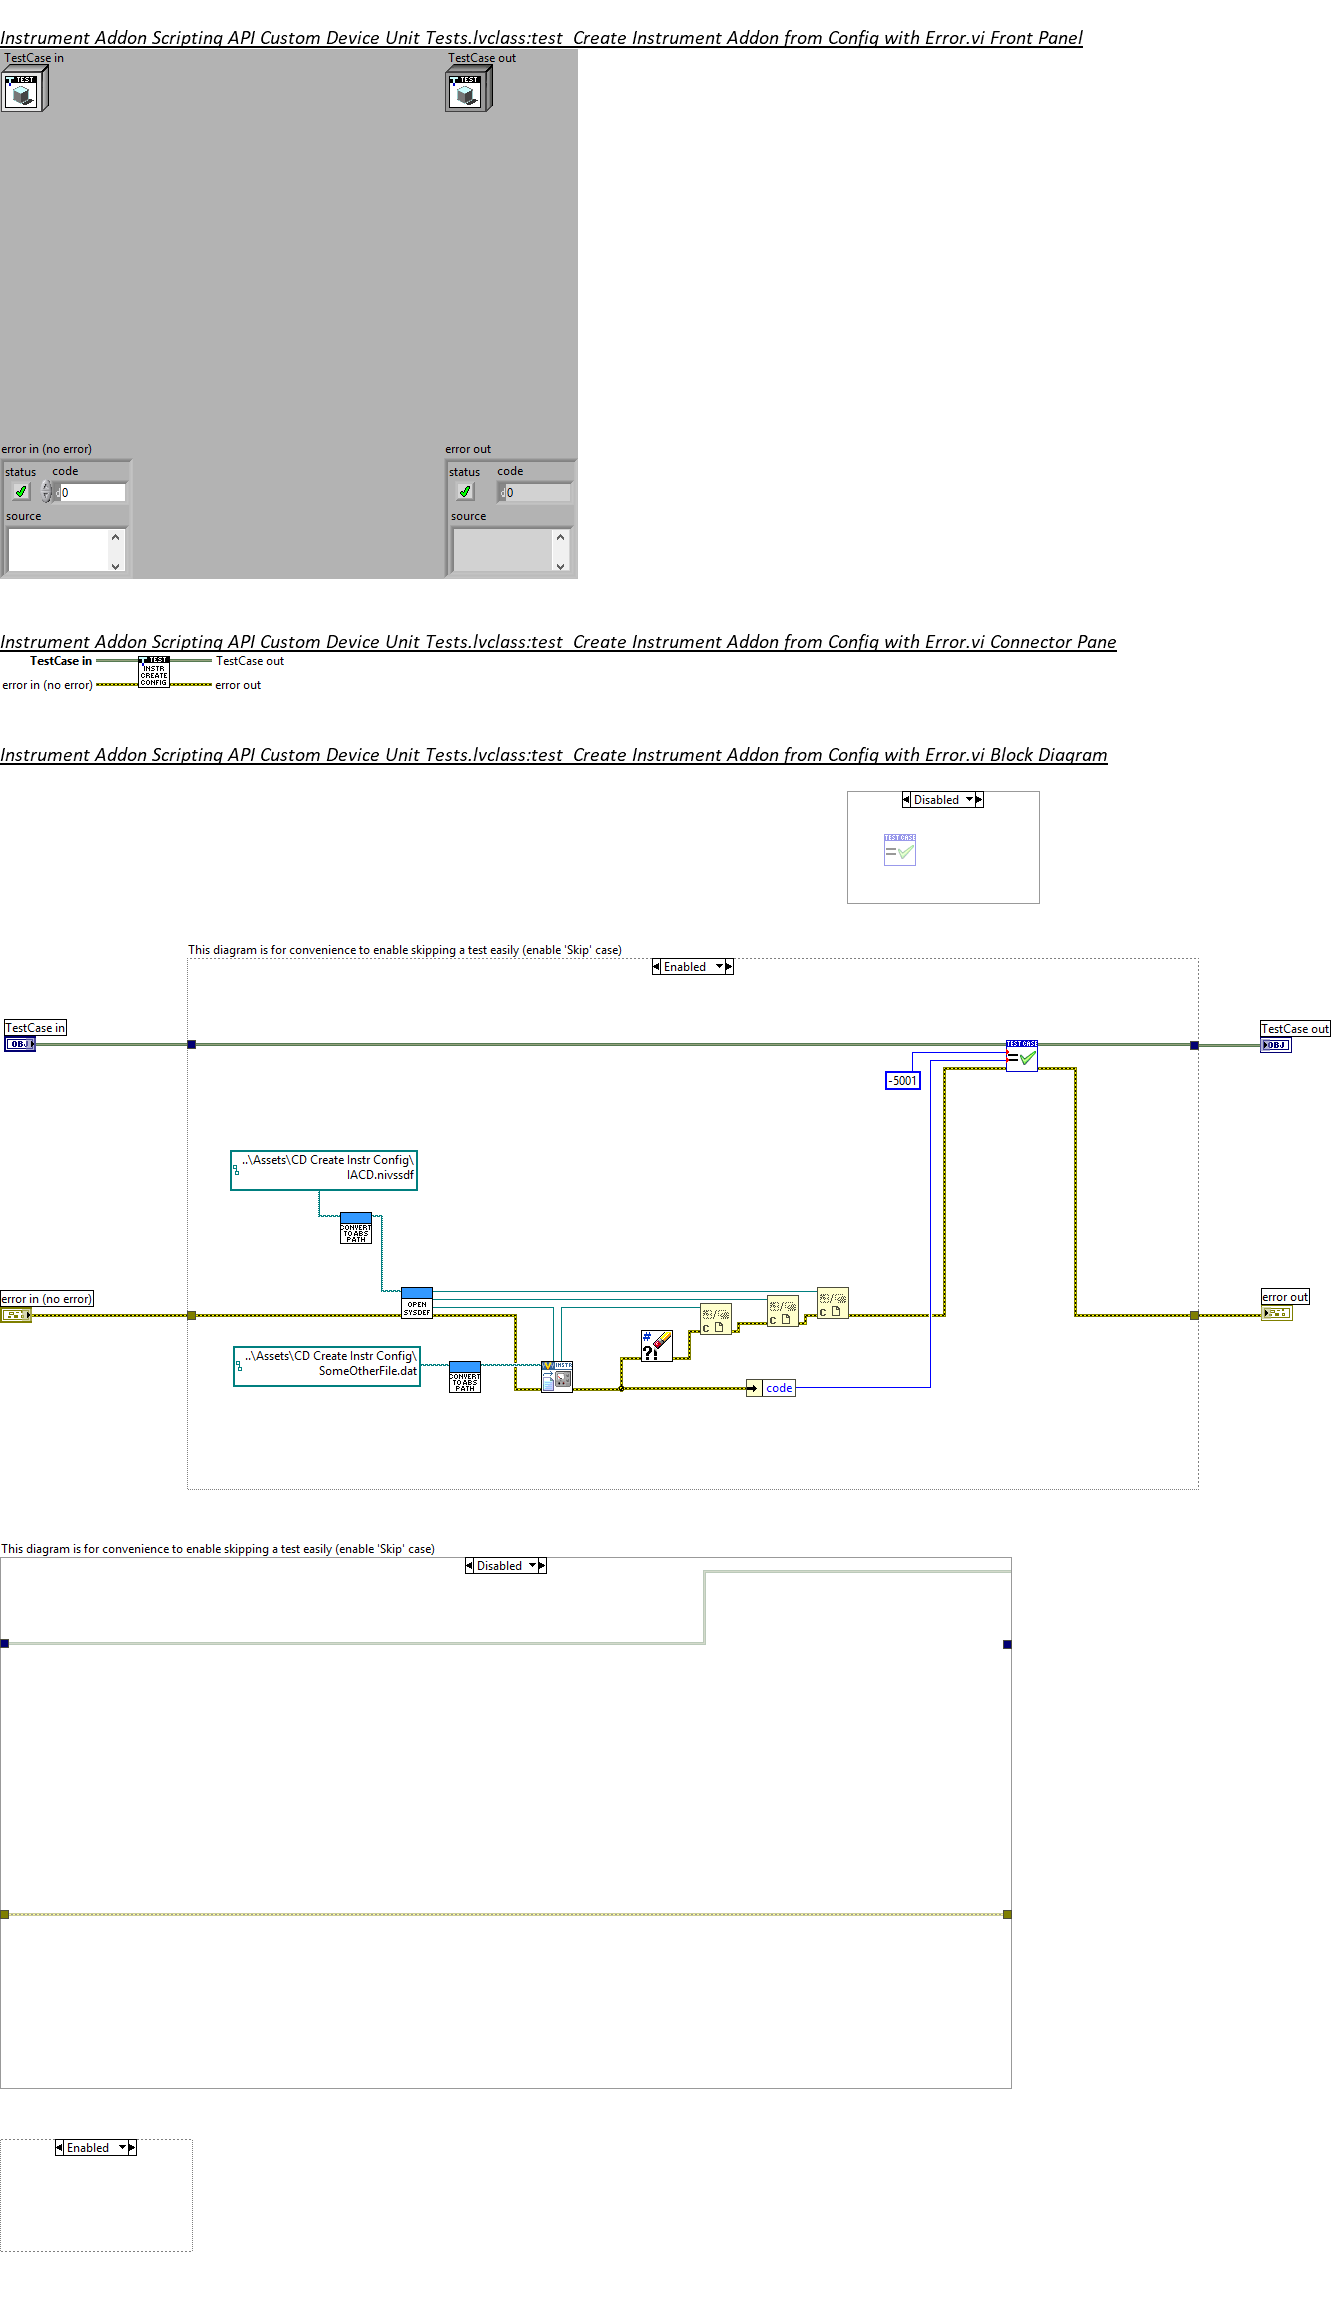 Instrument Addon Scripting API Custom Device Unit Tests.lvclass:test_Create Instrument Addon from Config with Error.vi Front Panel
TestCase in
TestCase out
TEST
TEST
error in (no error)
error out
status code
status code
0
0
source
source
Instrument Addon Scripting API Custom Device Unit Tests.lvclass:test_Create Instrument Addon from Config with Error.vi Connector Pane
TestCase in
TEST
INSTR
CREATE
CONFIG
TestCase out
error in (no error)
error out
Instrument Addon Scripting API Custom Device Unit Tests.lvclass:test_Create Instrument Addon from Config with Error.vi Block Diagram
Disabled
TEST CASE
This diagram is for convenience to enable skipping a test easily (enable 'Skip' case)
Enabled
TestCase in
OBJ
TestCase out
OBJ
TEST CASE
-5001
..\Assets\CD Create Instr Config\
IACD.nivssdf
CONVERT
TO ABS
PATH
error in (no error)
OPEN
SYSDEF
error out
C
C
C
#
?!
..\Assets\CD Create Instr Config\
SomeOtherFile.dat
CONVERT
TO ABS
PATH
INSTR
code
This diagram is for convenience to enable skipping a test easily (enable 'Skip' case)
Disabled
Enabled